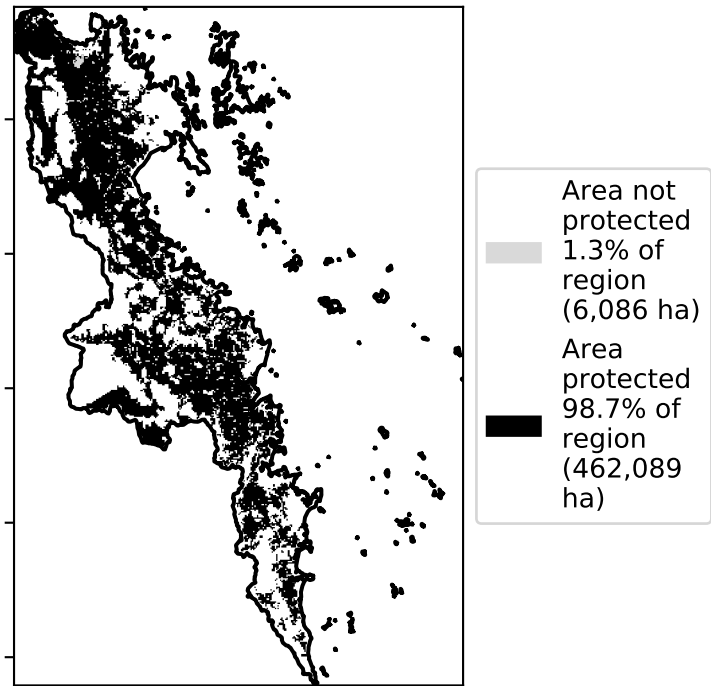 Area not
protected
1.3% of
region
(6,086 ha)
Area
protected
98.7% of
region
(462,089
ha)